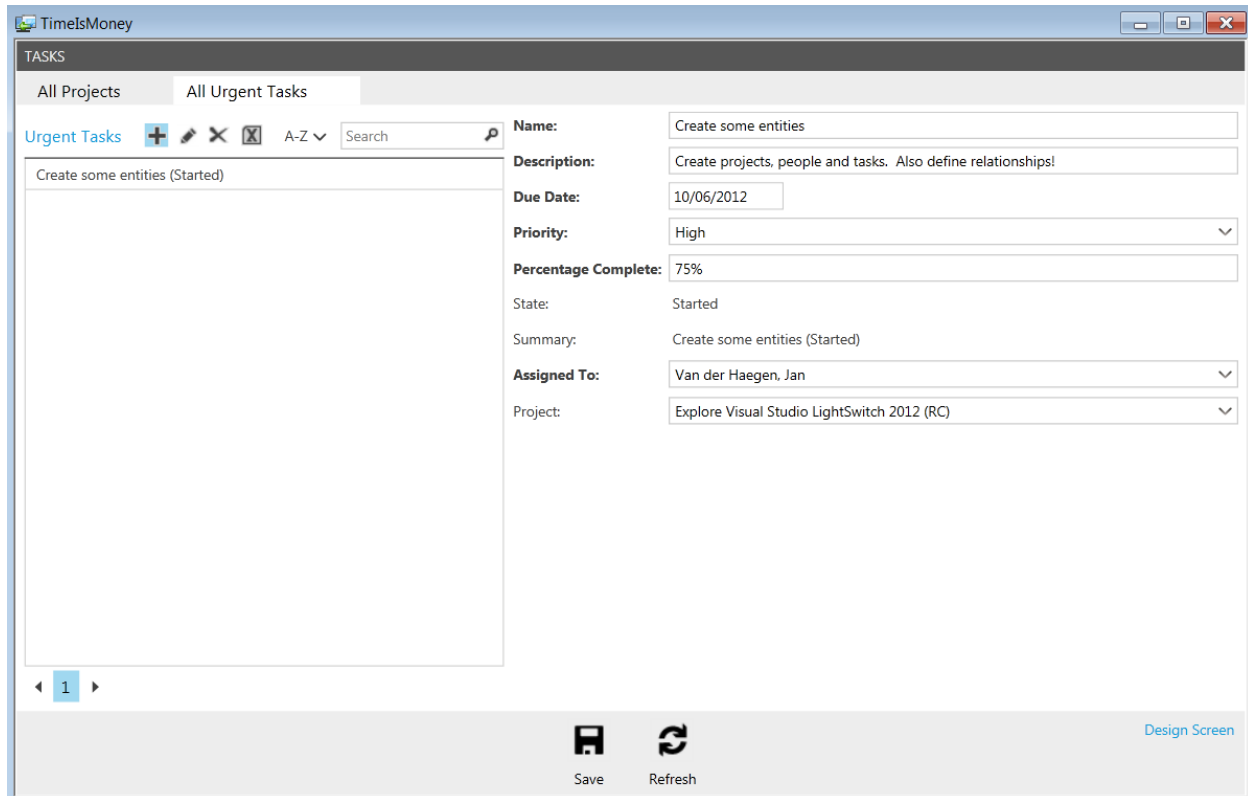 TimeIsMoney
TASKS
All Projects
All Urgent Tasks
Urgent Tasks
A-Z
Search
Create some entities (Started)
1
Name:
Create some entities
Description:
Create projects, people and tasks.  Also define relationships!
Due Date:
10/06/2012
Priority:
High
Percentage Complete:
75%
State:
Started
Summary:
Create some entities (Started)
Assigned To:
Van der Haegen, Jan
Project:
Explore Visual Studio LightSwitch 2012 (RC)
Save
Refresh
Design Screen